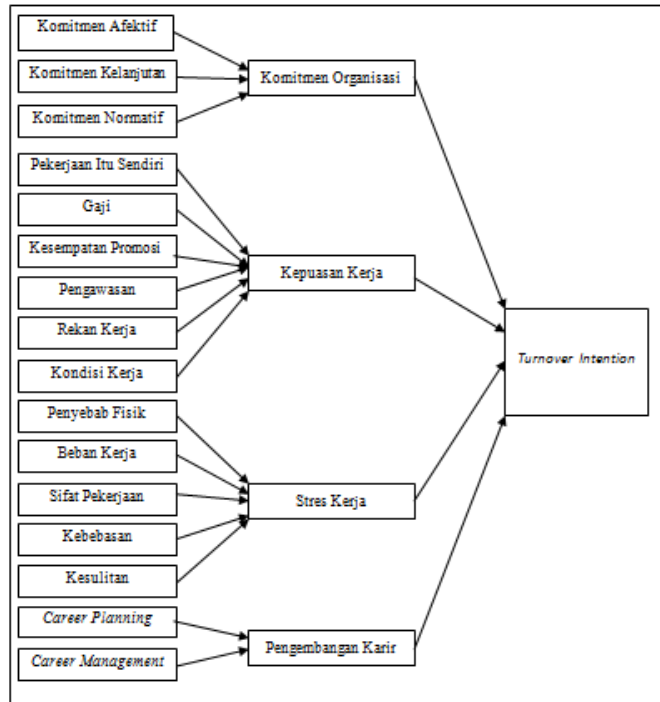 Komitmen Afektif
Komitmen Kelanjutan
Komitmen Normatif
Komitmen Organisasi
Pekerjaan Itu Sendiri
Gaji
Kesempatan Promosi
Pengawasan
Rekan Kerja
Kondisi Kerja
Kepuasan Kerja
Penyebab Fisik
Beban Kerja
Sifat Pekerjaan
Kebebasan
Kesulitan
Stres Kerja
Career Planning
Career Management
Pengembangan Karir
Turnover Intention